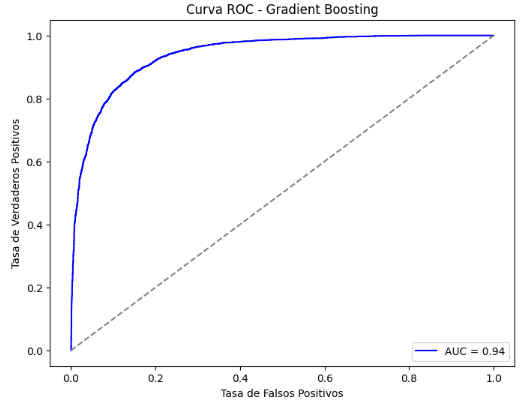 Curva ROC - Gradient Boosting
1.0
0.8
0.6
0.4
0.2
0.0
Tasa de Verdaderos Positivos
AUC = 0.94
0.0 0.2 0.4 0.6 0.8 1.0
Tasa de Falsos Positivos